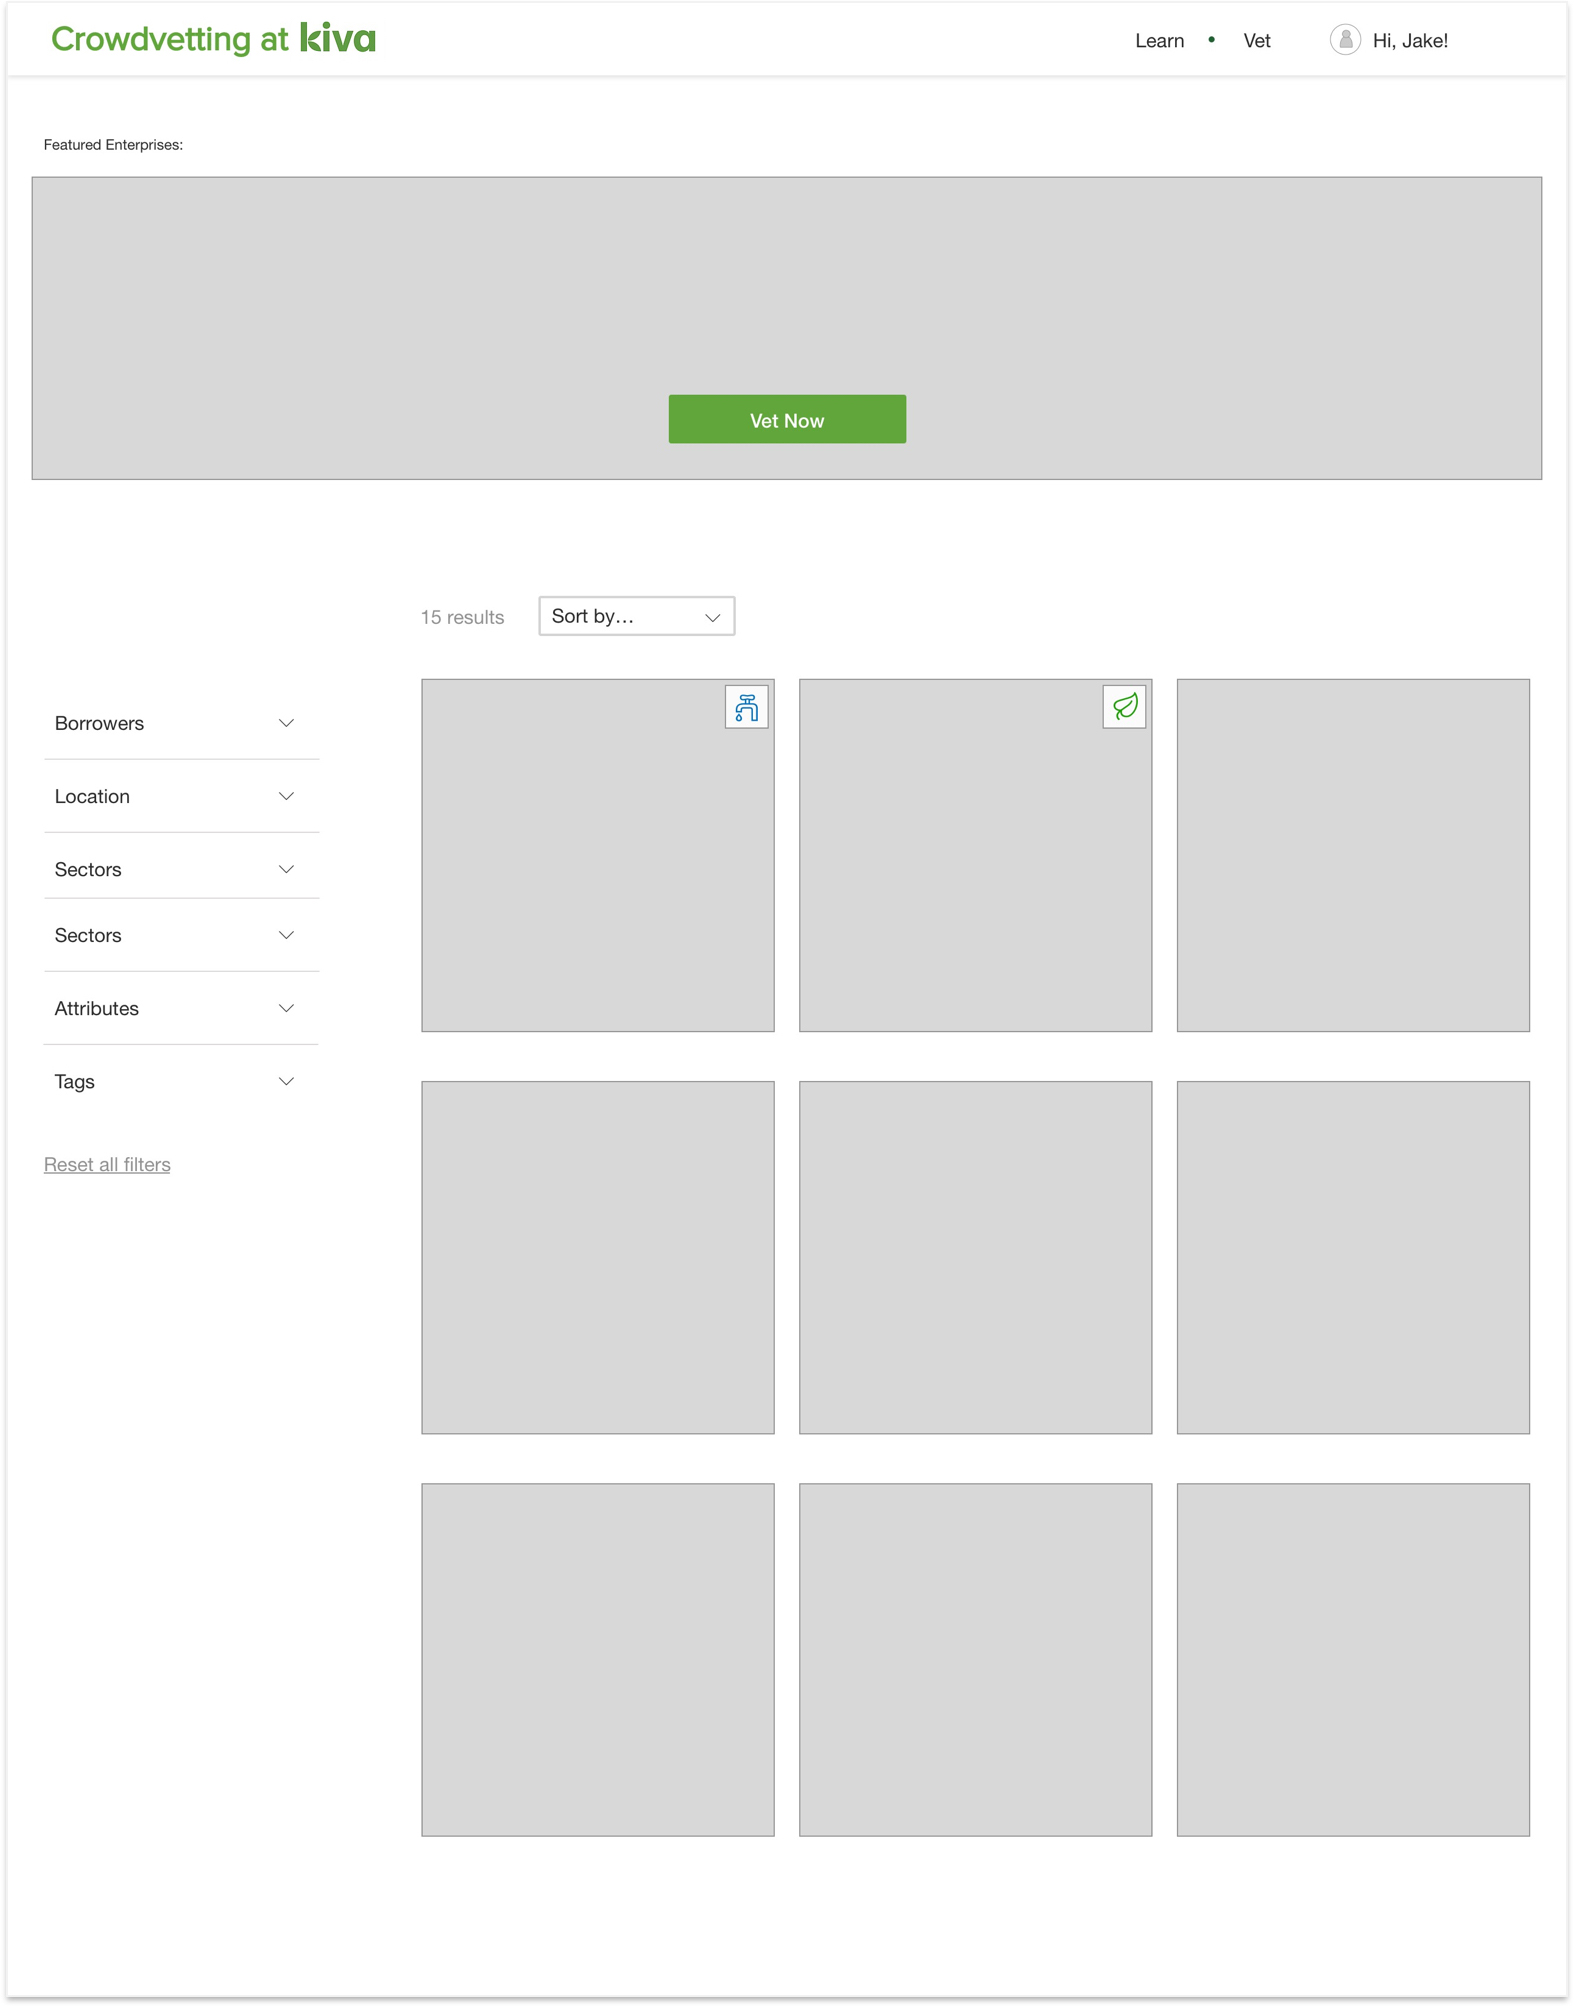 Crowdvetting at kiva
Learn • Vet
Hi, Jake!
Featured Enterprises:
Vet Now
15 results
Sort by...
Borrowers
Location
Sectors
Sectors
Attributes
Tags
Reset all filters